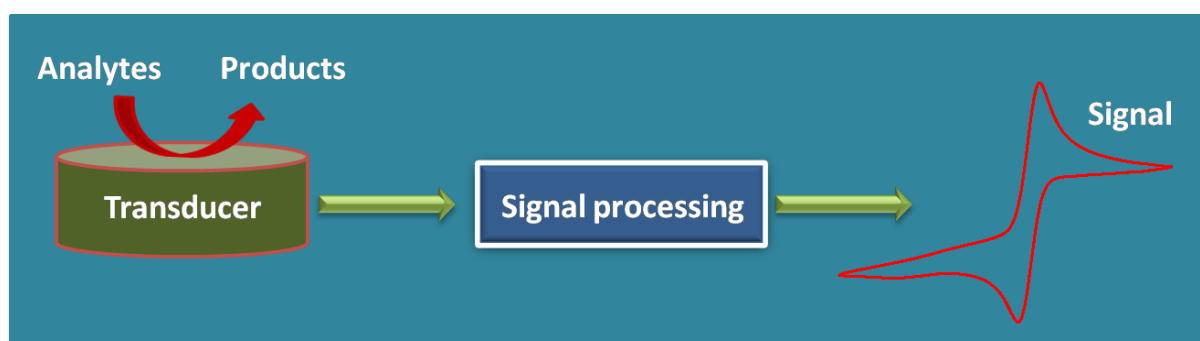 Analytes Products
Signal
Transducer
Signal processing